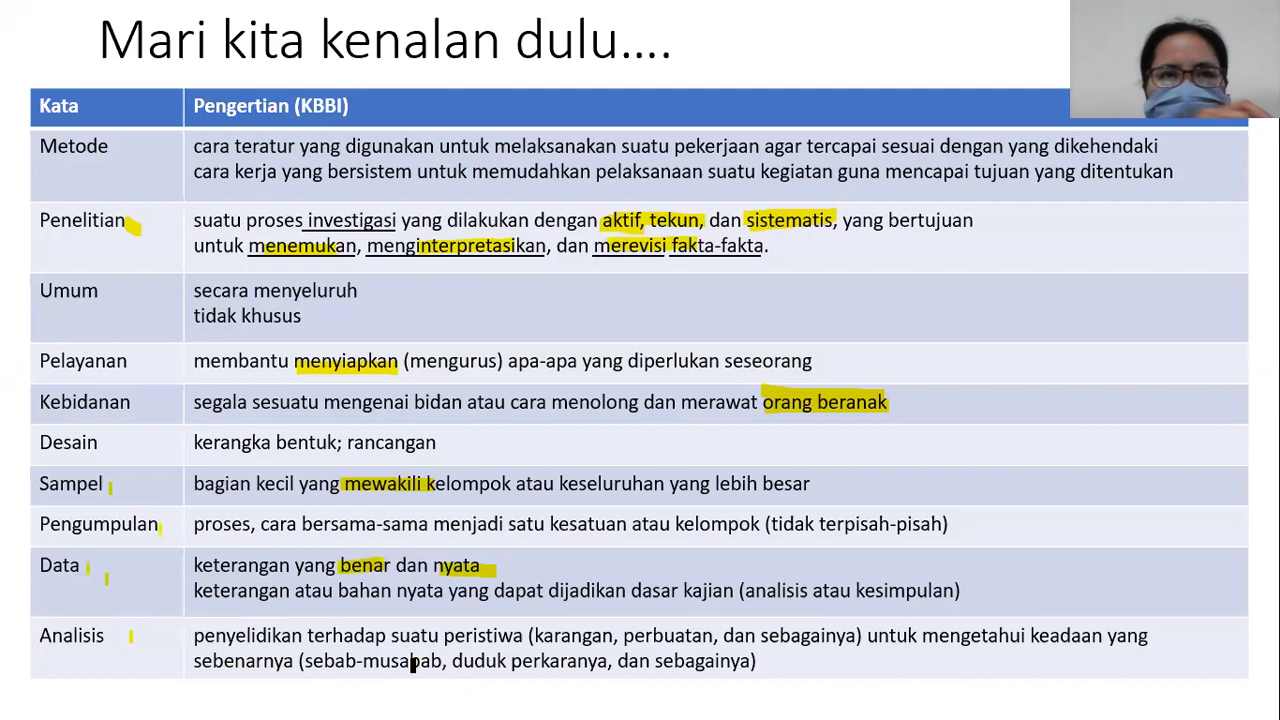 Mari kita kenalan dulu....
Kata Pengertian (KBBI)
Metode cara teratur yang digunakan untuk melaksanakan suatu pekerjaan agar tercapai sesuai dengan yang dikehendaki
cara kerja yang bersistem untuk memudahkan pelaksanaan suatu kegiatan guna mencapai tujuan yang ditentukan
Penelitian suatu proses investigasi yang dilakukan dengan aktif, tekun, dan sistematis, yang bertujuan
untuk menemukan, menginterpretasikan, dan merevisi fakta-fakta.
Umum secara menyeluruh
tidak khusus
Pelayanan membantu menyiapkan (mengurus) apa-apa yang diperlukan seseorang
Kebidanan segala sesuatu mengenai bidan atau cara menolong dan merawat orang beranak
Desain kerangka bentuk; rancangan
Sampel bagian kecil yang mewakili kelompok atau keseluruhan yang lebih besar
Pengumpulan proses, cara bersama-sama menjadi satu kesatuan atau kelompok (tidak terpisah-pisah)
Data keterangan yang benar dan nyata
keterangan atau bahan nyata yang dapat dijadikan dasar kajian (analisis atau kesimpulan)
Analisis penyelidikan terhadap suatu peristiwa (karangan, perbuatan, dan sebagainya) untuk mengetahui keadaan yang
sebenarnya (sebab-musabab, duduk perkaranya, dan sebagainya)